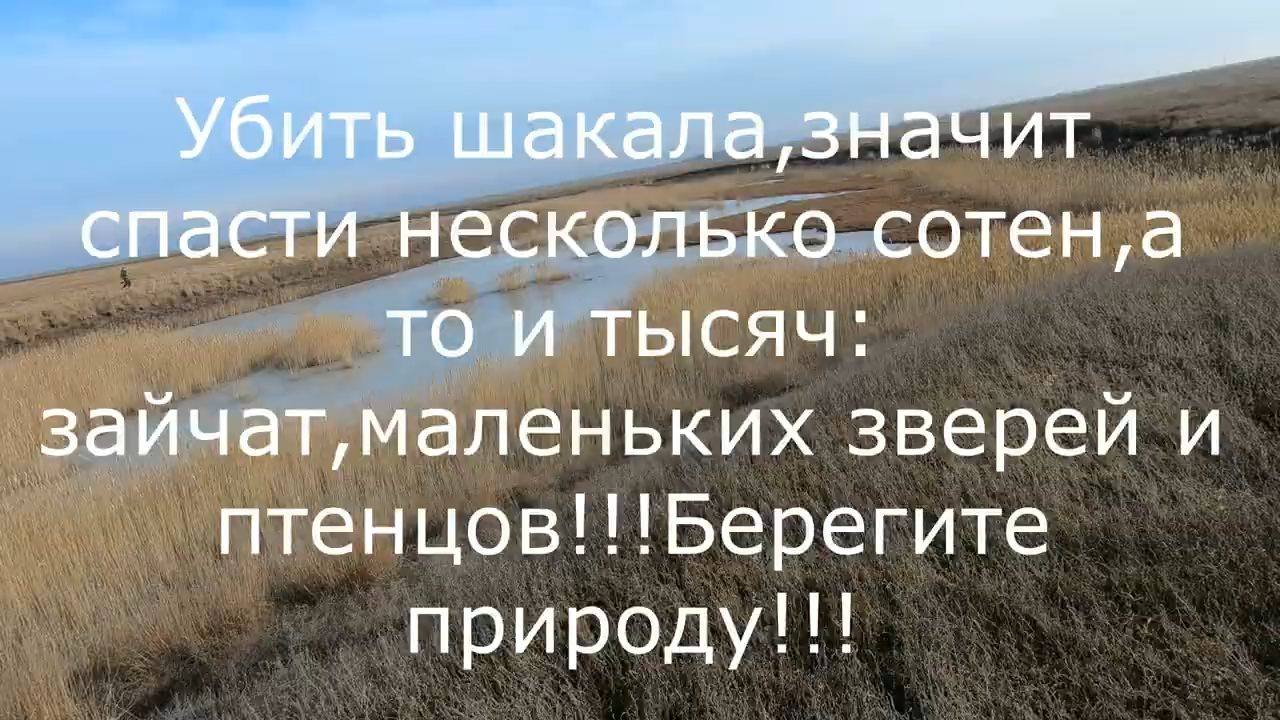 Убить шакала,значит
спасти несколько сотен,а
то и тысяч:
зайчат,маленьких зверей и
птенцов!!!Берегите
природу!!!